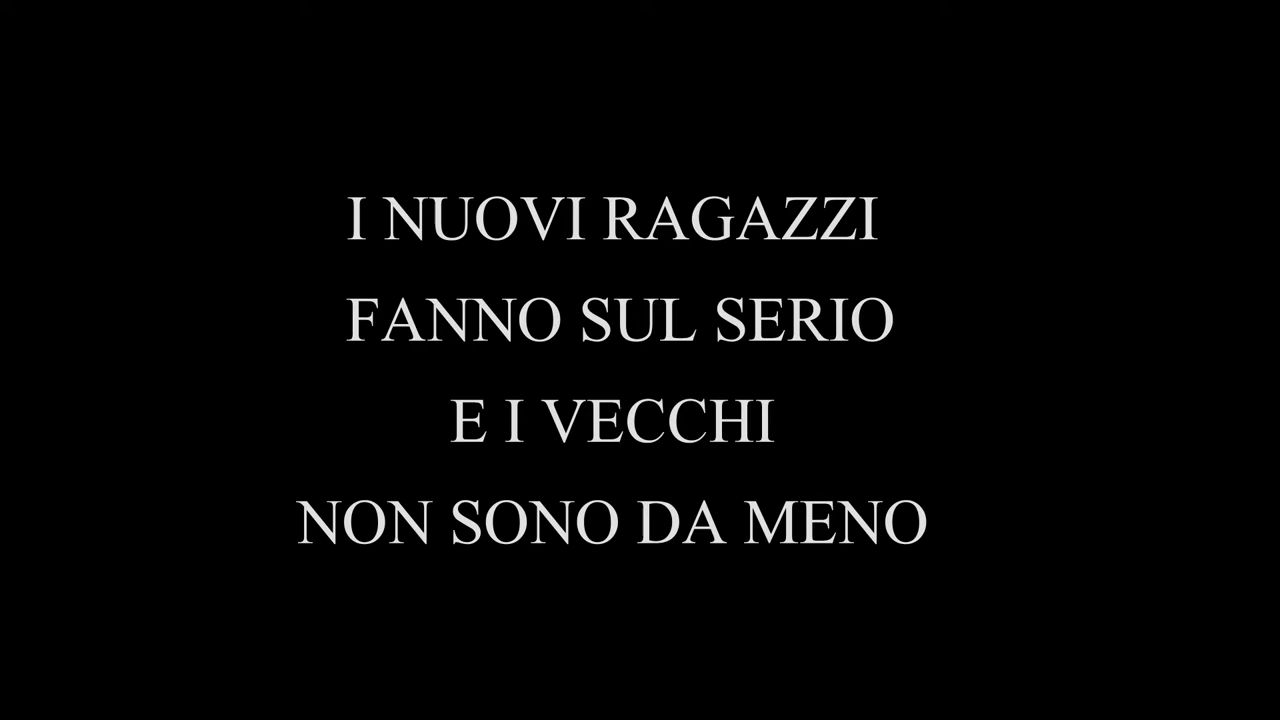 I NUOVI RAGAZZI
FANNO SUL SERIO
E I VECCHI
NON SONO DA MENO